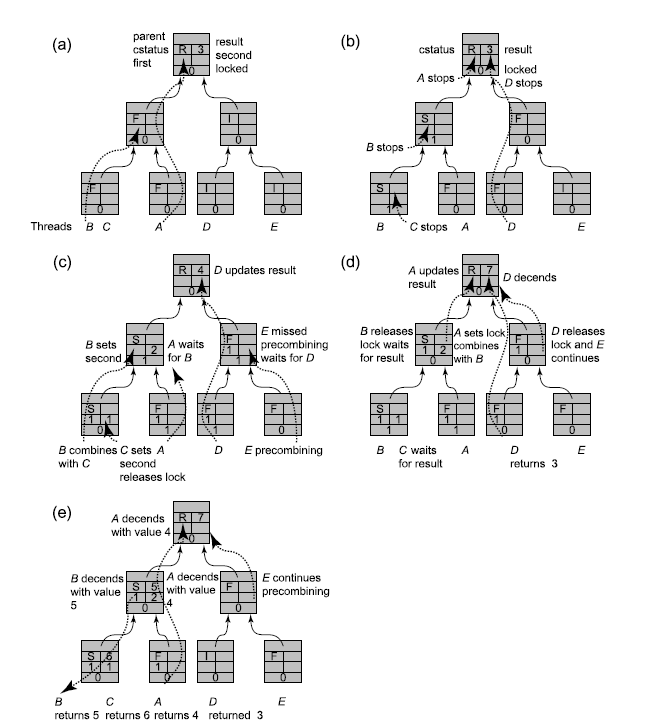 (a)
parent
cstatus
first
result
second
locked
R 3
0
F
0
I
0
F
0
F
0
I
0
I
0
Threads B C A D E
(b)
cstatus
result
R 3
0
A stops
locked
D stops
S
1
F
0
B stops
S
1
F
0
F
0
I
0
B C stops A D E
(c)
R 4
0
D updates result
B sets
second
S
2
1
A waits
for B
F
1
1
E missed
precombining
waits for D
S
1 1
0
F
1
1
F
1
1
F
0
B combines
with C
C sets
second
releases lock
A D E precombining
(d)
A updates
result
R 7
0
D decends
B releases
lock waits
for result
S
1 2
0
A sets lock
combines
with B
F
1
0
D releases
lock and E
continues
S
1 1
F
1
1
F
1
0
F
0
B C waits
for result
A D
returns 3
E
(e)
A decends
with value 4
R 7
0
B decends
with value
5
S 5
1 2
0
A decends
with value
4
F
0
E continues
precombining
S 6
1 1
0
F
1
0
I
0
F
0
B C A D E
returns 5 returns 6 returns 4 returned 3